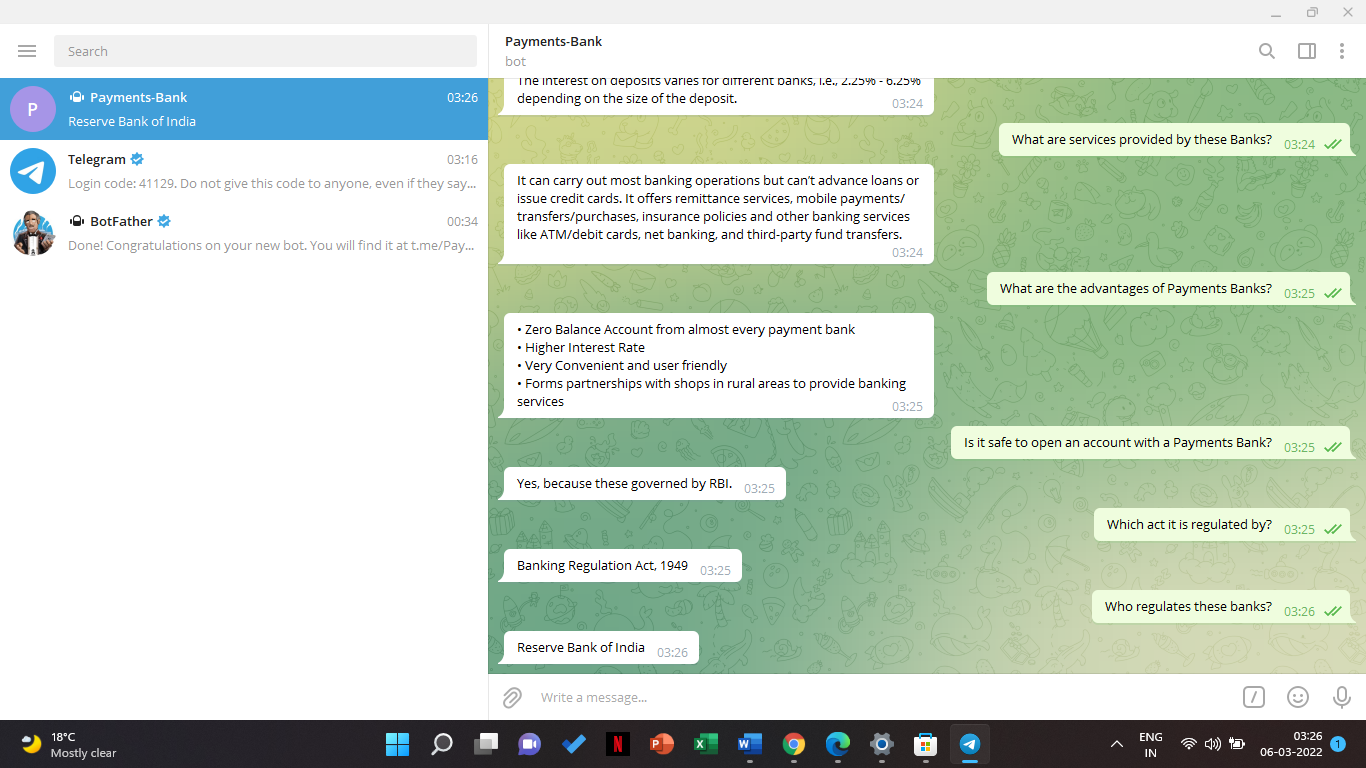 Search
P
Payments-Bank
03:26
Reserve Bank of India
Telegram
03:16
Login code: 41129. Do not give this code to anyone, even if they say...
BotFather
00:34
Done! Congratulations on your new bot. You will find it at t.me/Pay...
Payments-Bank
bot
The interest on deposits varies for different banks, i.e., 2.25% - 6.25%
depending on the size of the deposit.
03:24
What are services provided by these Banks?
03:24
It can carry out most banking operations but can’t advance loans or
issue credit cards. It offers remittance services, mobile payments/
transfers/purchases, insurance policies and other banking services
like ATM/debit cards, net banking, and third-party fund transfers.
03:24
What are the advantages of Payments Banks?
03:25
• Zero Balance Account from almost every payment bank
• Higher Interest Rate
• Very Convenient and user friendly
• Forms partnerships with shops in rural areas to provide banking
services
03:25
Is it safe to open an account with a Payments Bank?
03:25
Yes, because these governed by RBI.
03:25
Which act it is regulated by?
03:25
Banking Regulation Act, 1949
03:25
Who regulates these banks?
03:26
Reserve Bank of India
03:26
Write a message...
18°C
Mostly clear
ENG
IN
03:26
06-03-2022
1